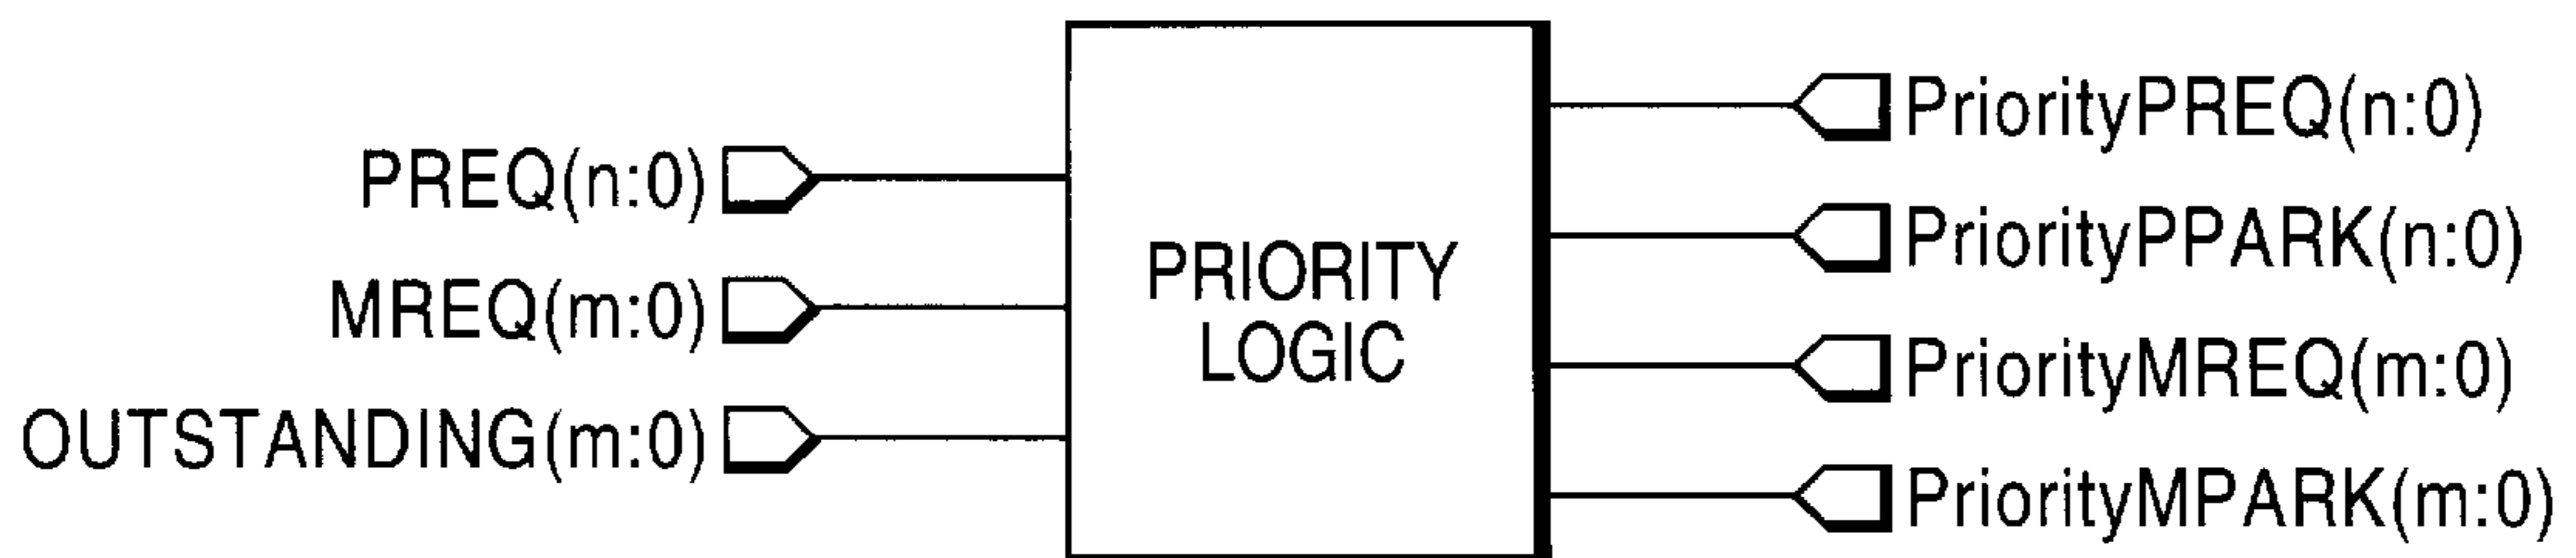 PREQ(n:0)
MREQ(m:0)
OUTSTANDING(m:0)
PRIORITY
LOGIC
PriorityPREQ(n:0)
PriorityPPARK(n:0)
PriorityMREQ(m:0)
PriorityMPARK(m:0)